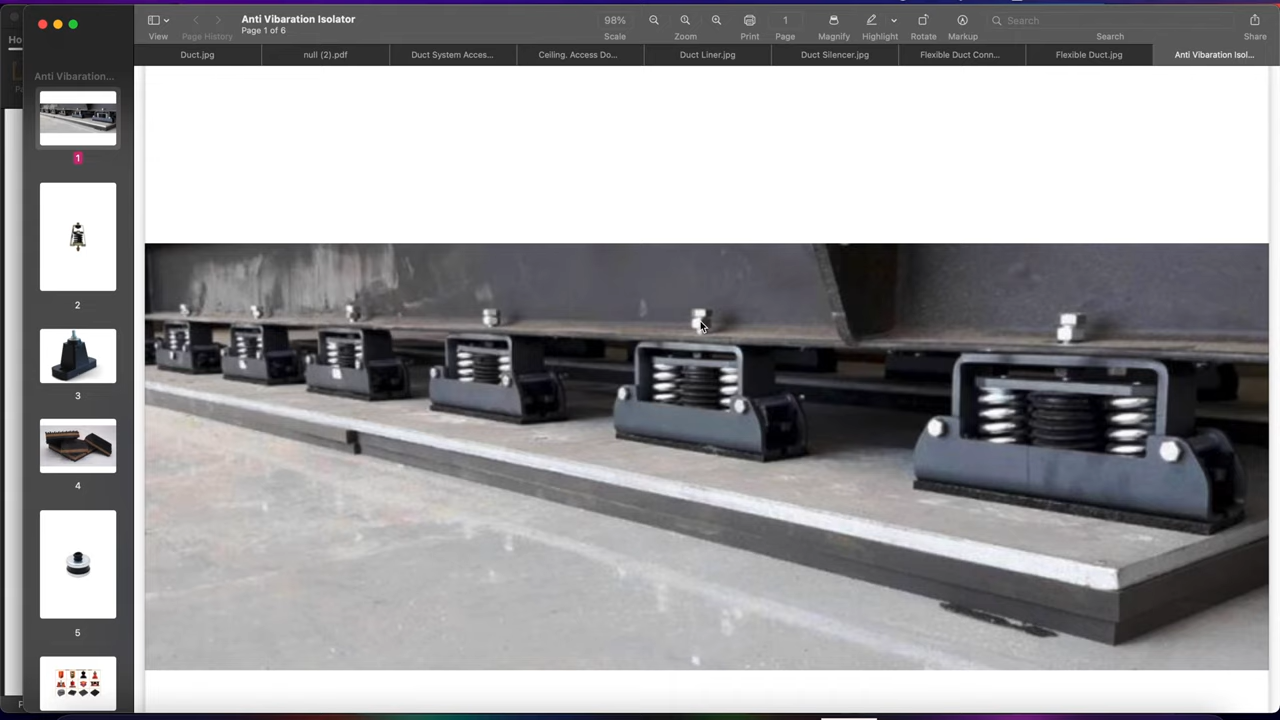 Anti Vibaration Isolator
Page 1 of 6
View
Page History
98%
Scale
Zoom
Print
1
Page
Magnify
Highlight
Rotate
Markup
Search
Search
Share
Duct.jpg
null (2).pdf
Duct System Acces...
Ceiling. Access Do...
Duct Liner.jpg
Duct Silencer.jpg
Flexible Duct Conn...
Flexible Duct.jpg
Anti Vibaration Isol...
Ho
Anti Vibaration...
1
2
3
4
5